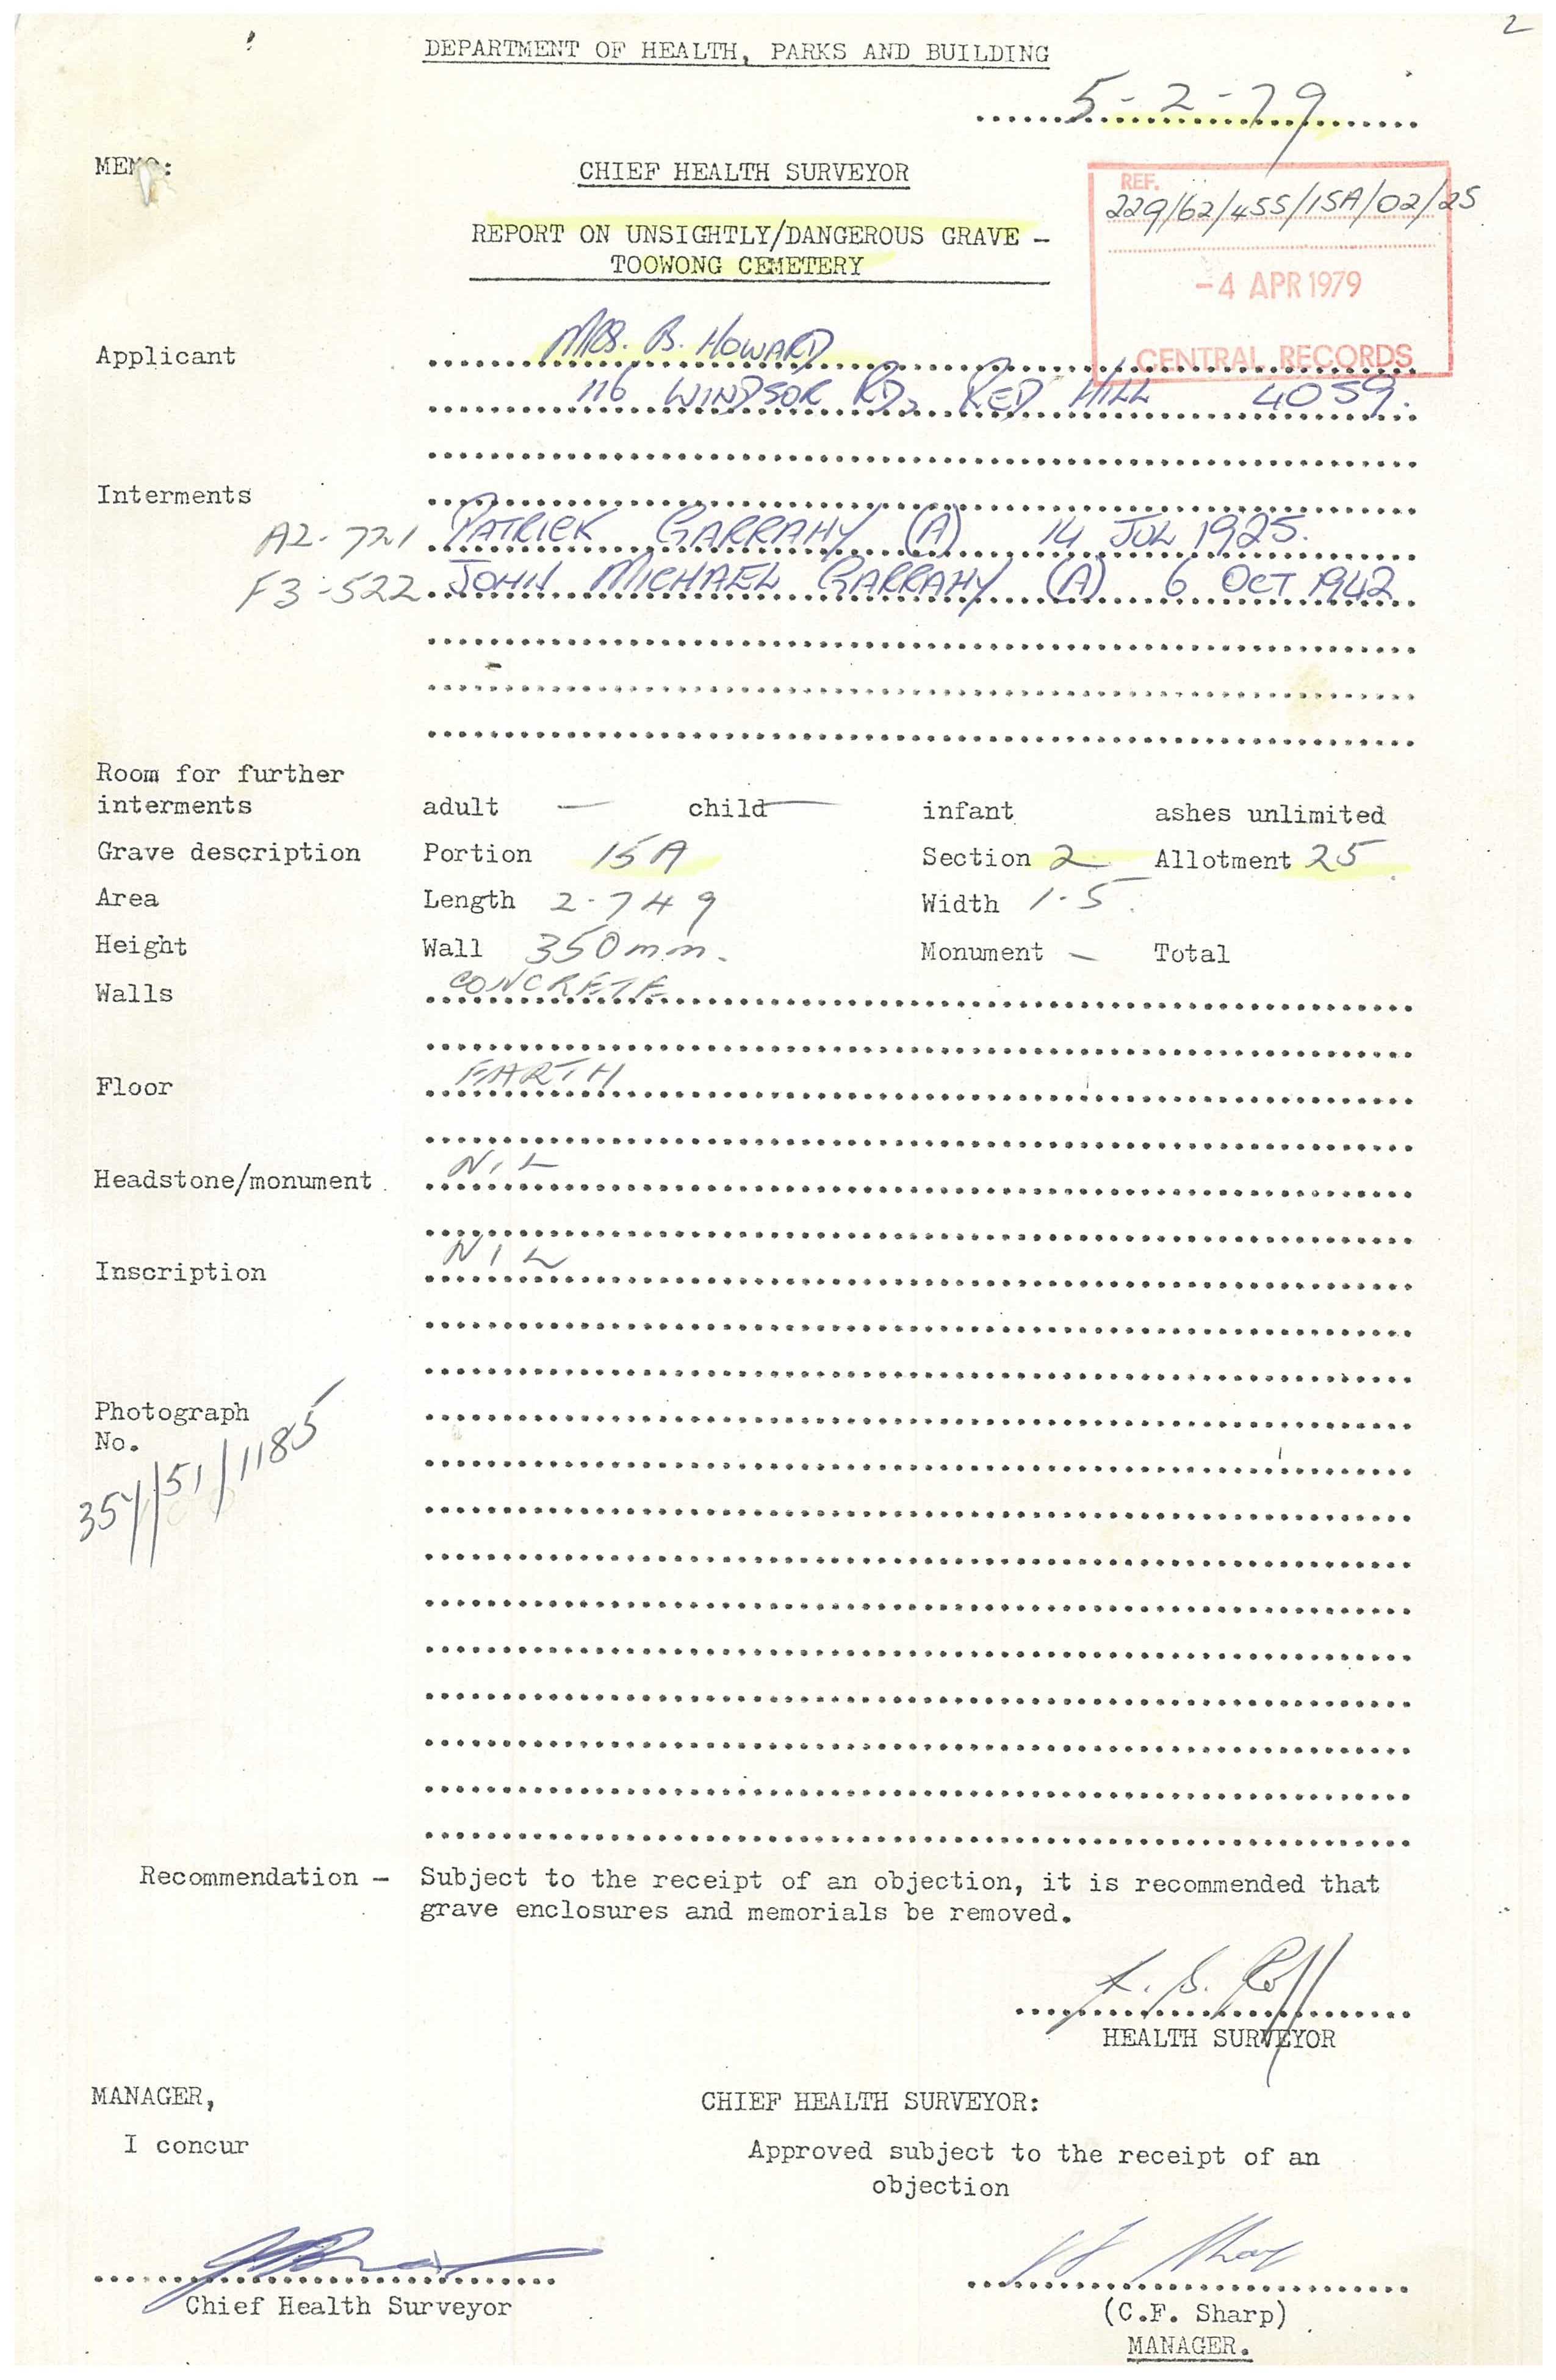 2
DEPARTMENT OF HEALTH, PARKS AND BUILDING
5-2-79
MEMO:
CHIEF HEALTH SURVEYOR
REF.
229/62/455/15A/02/25
REPORT ON UNSIGHTLY/DANGEROUS GRAVE –
TOOWONG CEMETERY
-4 APR 1979
CENTRAL RECORDS
Applicant MRS. B. HOWARD
116 WINDSOR RD, RED HILL 4059.
Interments
A2-721 PATRICK GARRAHY (A) 14 JUL 1925.
F3-522 JOHN MICHAEL GARRAHY (A) 6 OCT 1942
Room for further
interments adult — child — infant ashes unlimited
Grave description Portion 15A Section 2 Allotment 25
Area Length 2.749 Width 1.5
Height Wall 350mm. Monument – Total
Walls CONCRETE
Floor EARTH
Headstone/monument NIL
Inscription NIL
Photograph
No.
354/51/1185
Recommendation – Subject to the receipt of an objection, it is recommended that
grave enclosures and memorials be removed.
HEALTH SURVEYOR
MANAGER, CHIEF HEALTH SURVEYOR:
I concur Approved subject to the receipt of an
objection
Chief Health Surveyor
(C.F. Sharp)
MANAGER.